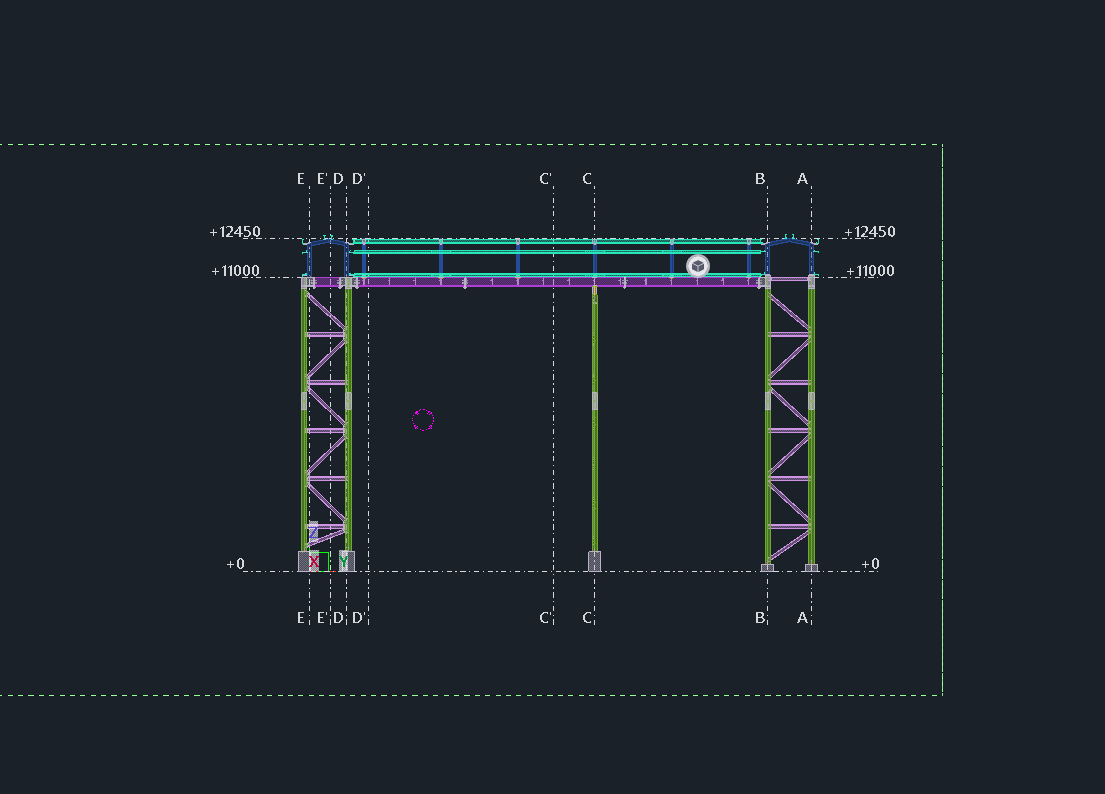 E E' D D' C' C B A
+12450 +12450
+11000 +11000
+0 +0
X Y
E E' D D' C' C B A